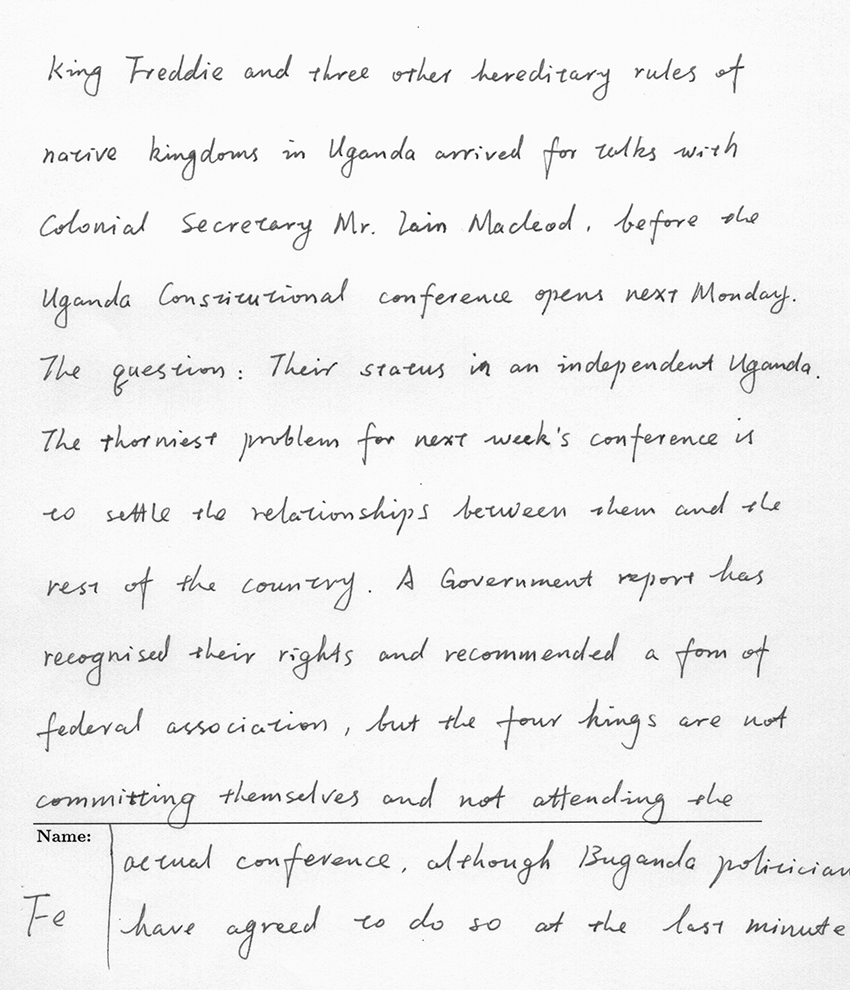 King Freddie and three other hereditary rules of
native kingdoms in Uganda arrived for talks with
Colonial Secretary Mr. Iain Macleod, before the
Uganda Constitutional conference opens next Monday.
The question: Their status in an independent Uganda.
The thorniest problem for next week's conference is
to settle the relationships between them and the
rest of the country. A Government report has
recognised their rights and recommended a fom of
federal association, but the four kings are not
committing themselves and not attending the
Name:
actual conference, although Buganda politician
Fe
have agreed to do so at the last minute